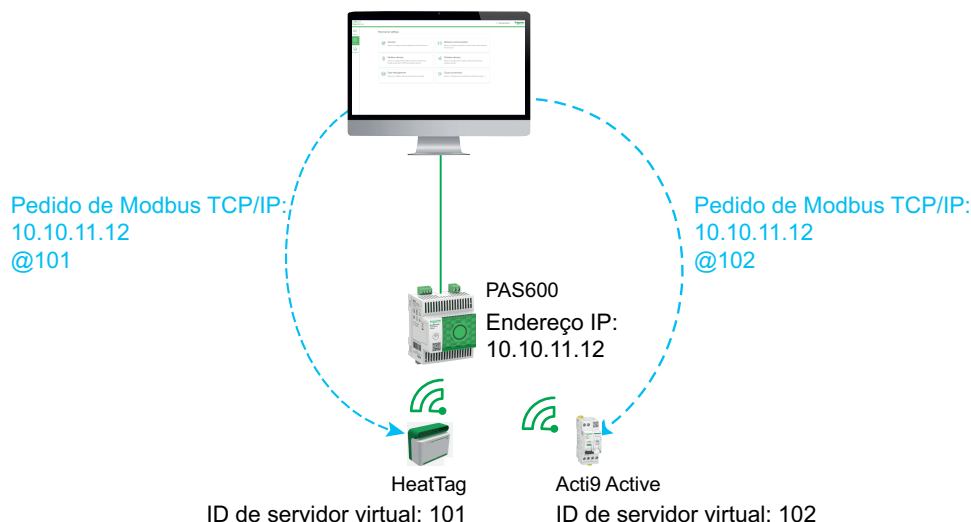 Pedido de Modbus TCP/IP:
10.10.11.12
@101
Pedido de Modbus TCP/IP:
10.10.11.12
@102
PAS600
Endereço IP:
10.10.11.12
HeatTag
ID de servidor virtual: 101
Acti9 Active
ID de servidor virtual: 102